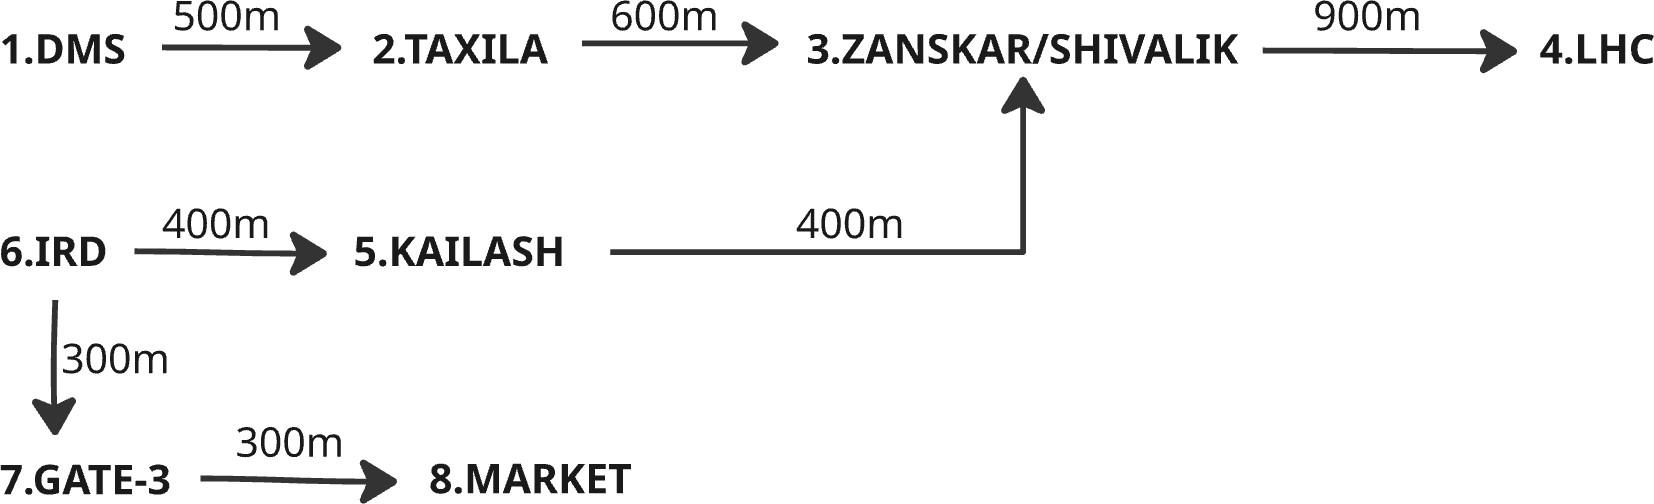 500m
600m
900m
1.DMS
2.TAXILA
3.ZANSKAR/SHIVALIK
4.LHC
400m
400m
6.IRD
5.KAILASH
300m
300m
7.GATE-3
8.MARKET